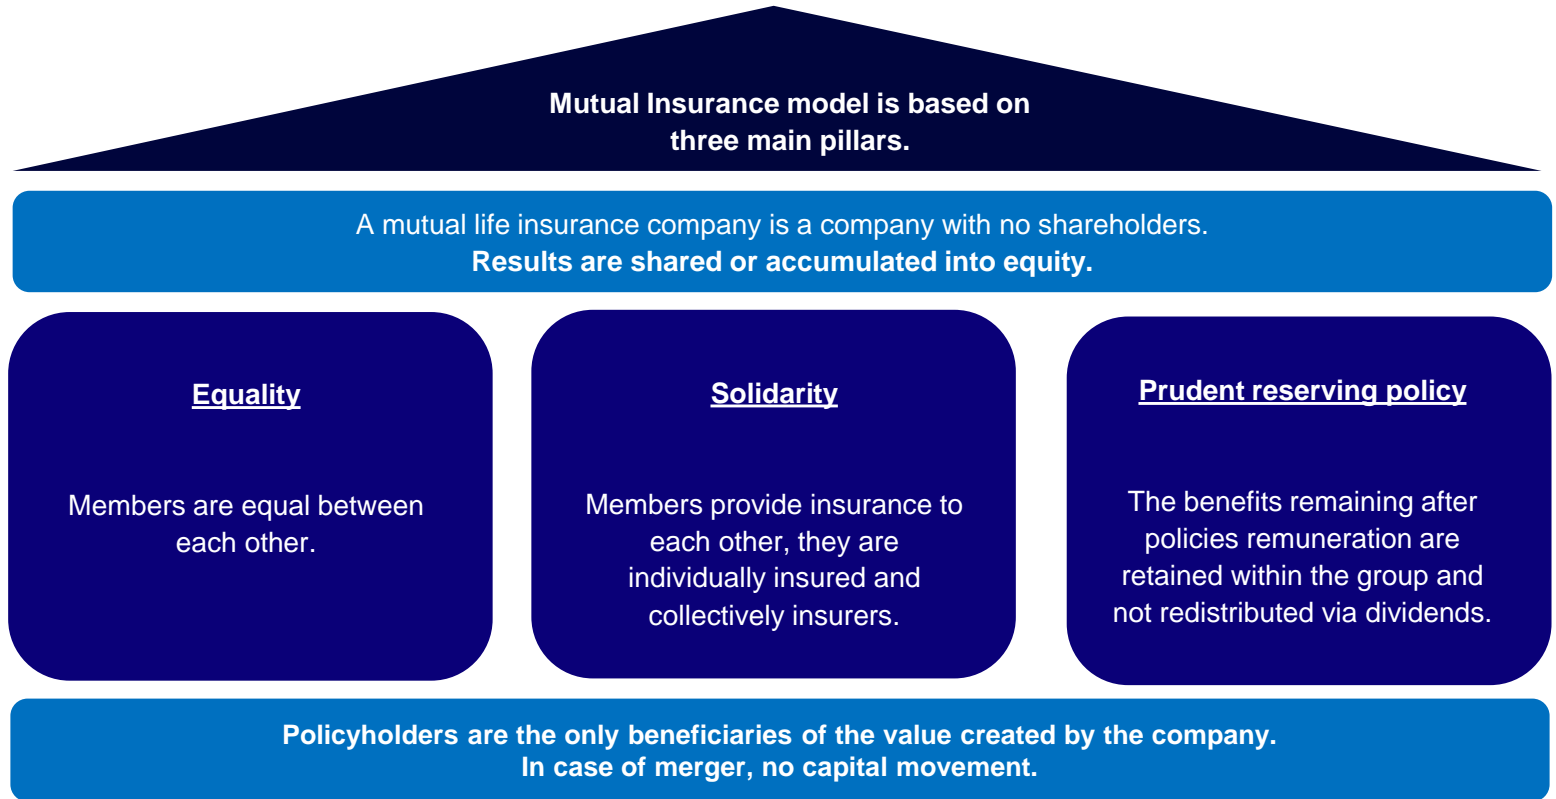 Mutual Insurance model is based on
three main pillars.
A mutual life insurance company is a company with no shareholders.
Results are shared or accumulated into equity.
Equality
Members are equal between
each other.
Solidarity
Members provide insurance to
each other, they are
individually insured and
collectively insurers.
Prudent reserving policy
The benefits remaining after
policies remuneration are
retained within the group and
not redistributed via dividends.
Policyholders are the only beneficiaries of the value created by the company.
In case of merger, no capital movement.